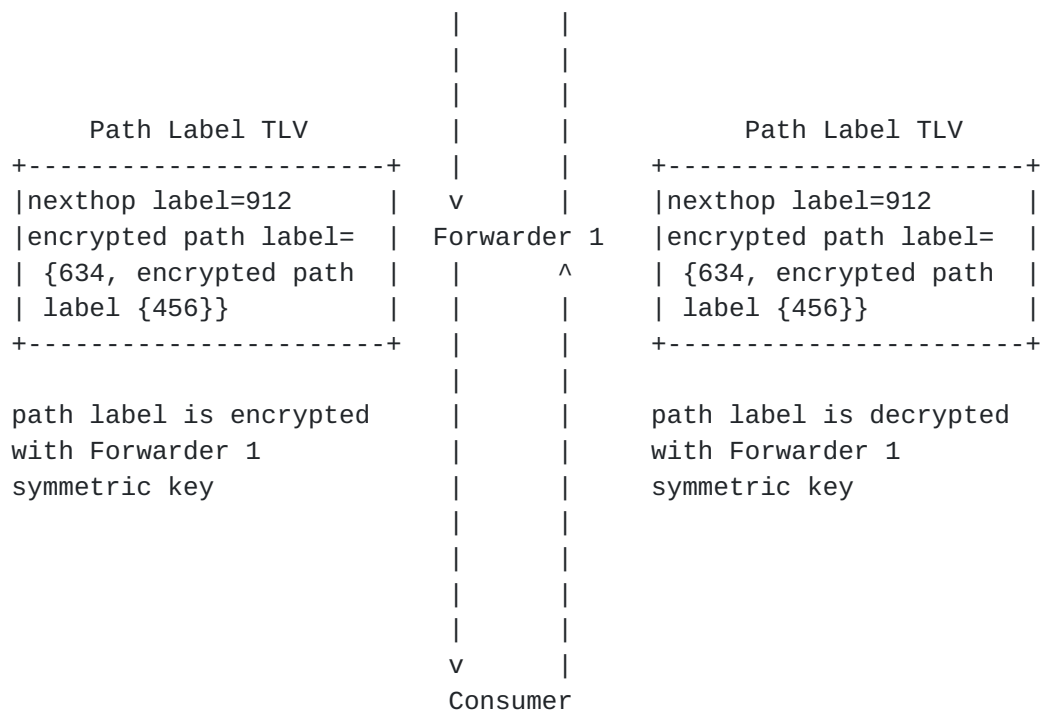 |      |
                            |      |
                            |      |
     Path Label TLV         |      |           Path Label TLV
+-----------------------+   |      |     +-----------------------+
|nexthop label=912      |   v      |     |nexthop label=912      |
|encrypted path label=  |  Forwarder 1   |encrypted path label=  |
| {634, encrypted path  |   |      ^     | {634, encrypted path  |
| label {456}}          |   |      |     | label {456}}          |
+-----------------------+   |      |     +-----------------------+
                            |      |
path label is encrypted     |      |     path label is decrypted
with Forwarder 1            |      |     with Forwarder 1
symmetric key               |      |     symmetric key
                            |      |
                            |      |
                            |      |
                            |      |
                            v      |
                            Consumer